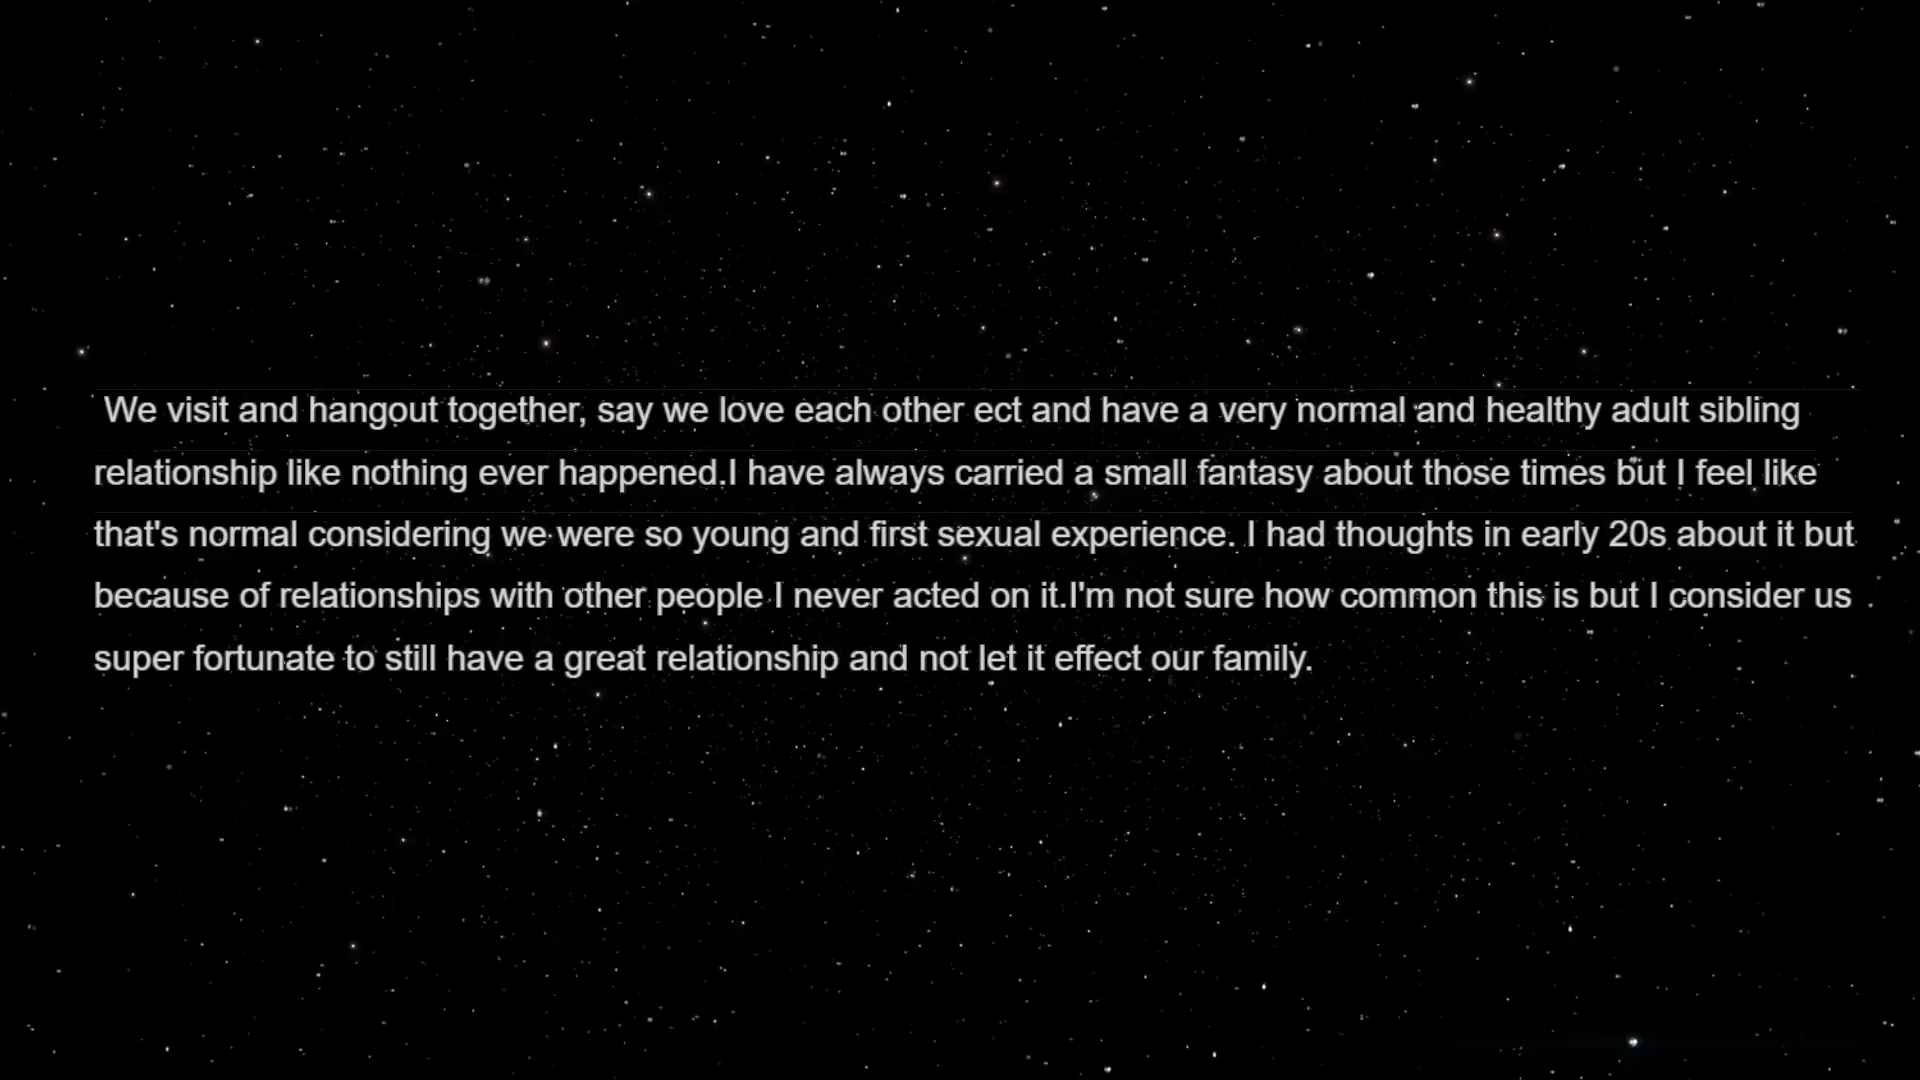 We visit and hangout together, say we love each other ect and have a very normal and healthy adult sibling
relationship like nothing ever happened.I have always carried a small fantasy about those times but I feel like
that's normal considering we were so young and first sexual experience. I had thoughts in early 20s about it but
because of relationships with other people I never acted on it.I'm not sure how common this is but I consider us
super fortunate to still have a great relationship and not let it effect our family.